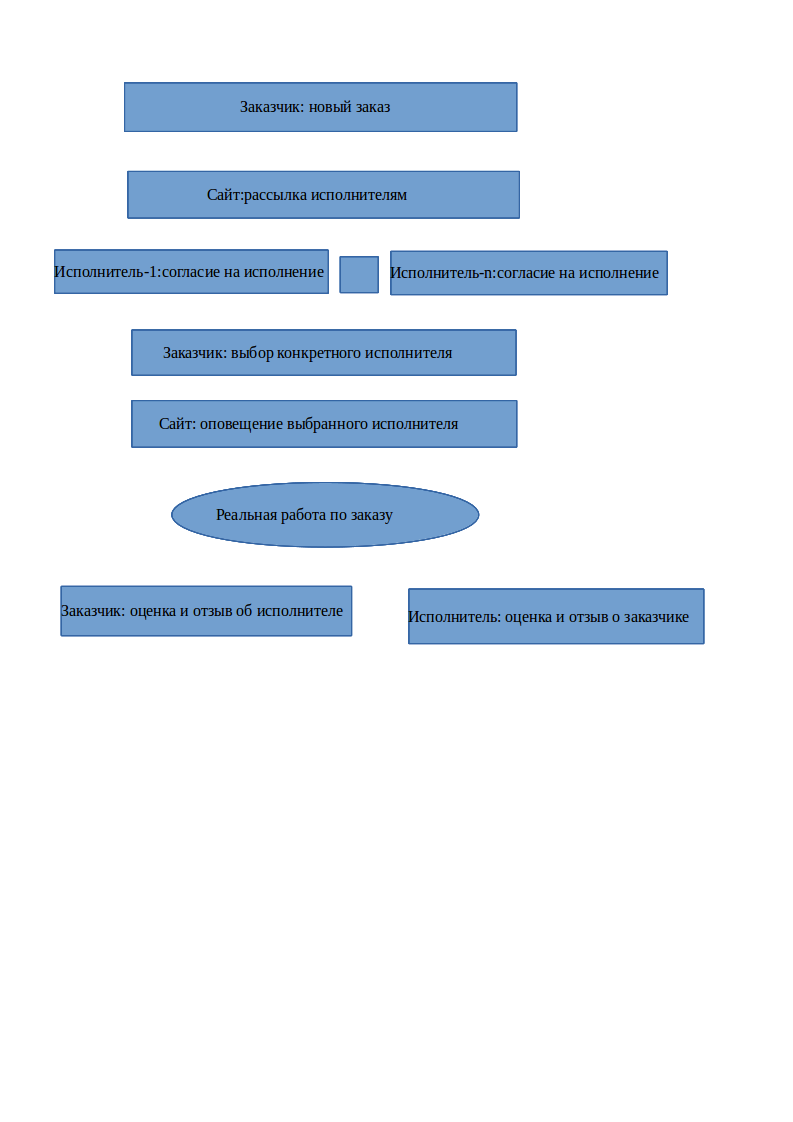 Заказчик: новый заказ
Сайт:рассылка исполнителям
Исполнитель-1:согласие на исполнение
Исполнитель-n:согласие на исполнение
Заказчик: выбор конкретного исполнителя
Сайт: оповещение выбранного исполнителя
Реальная работа по заказу
Заказчик: оценка и отзыв об исполнителе
Исполнитель: оценка и отзыв о заказчике